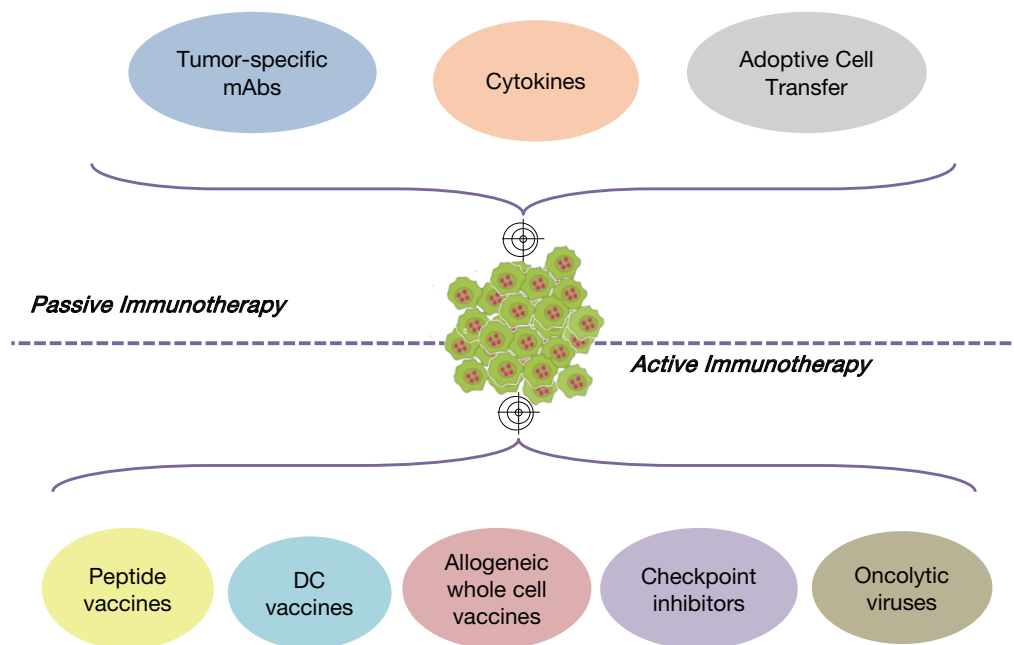 Tumor-specific
mAbs
Cytokines
Adoptive Cell
Transfer
Passive Immunotherapy
Active Immunotherapy
Peptide
vaccines
DC
vaccines
Allogeneic
whole cell
vaccines
Checkpoint
inhibitors
Oncolytic
viruses